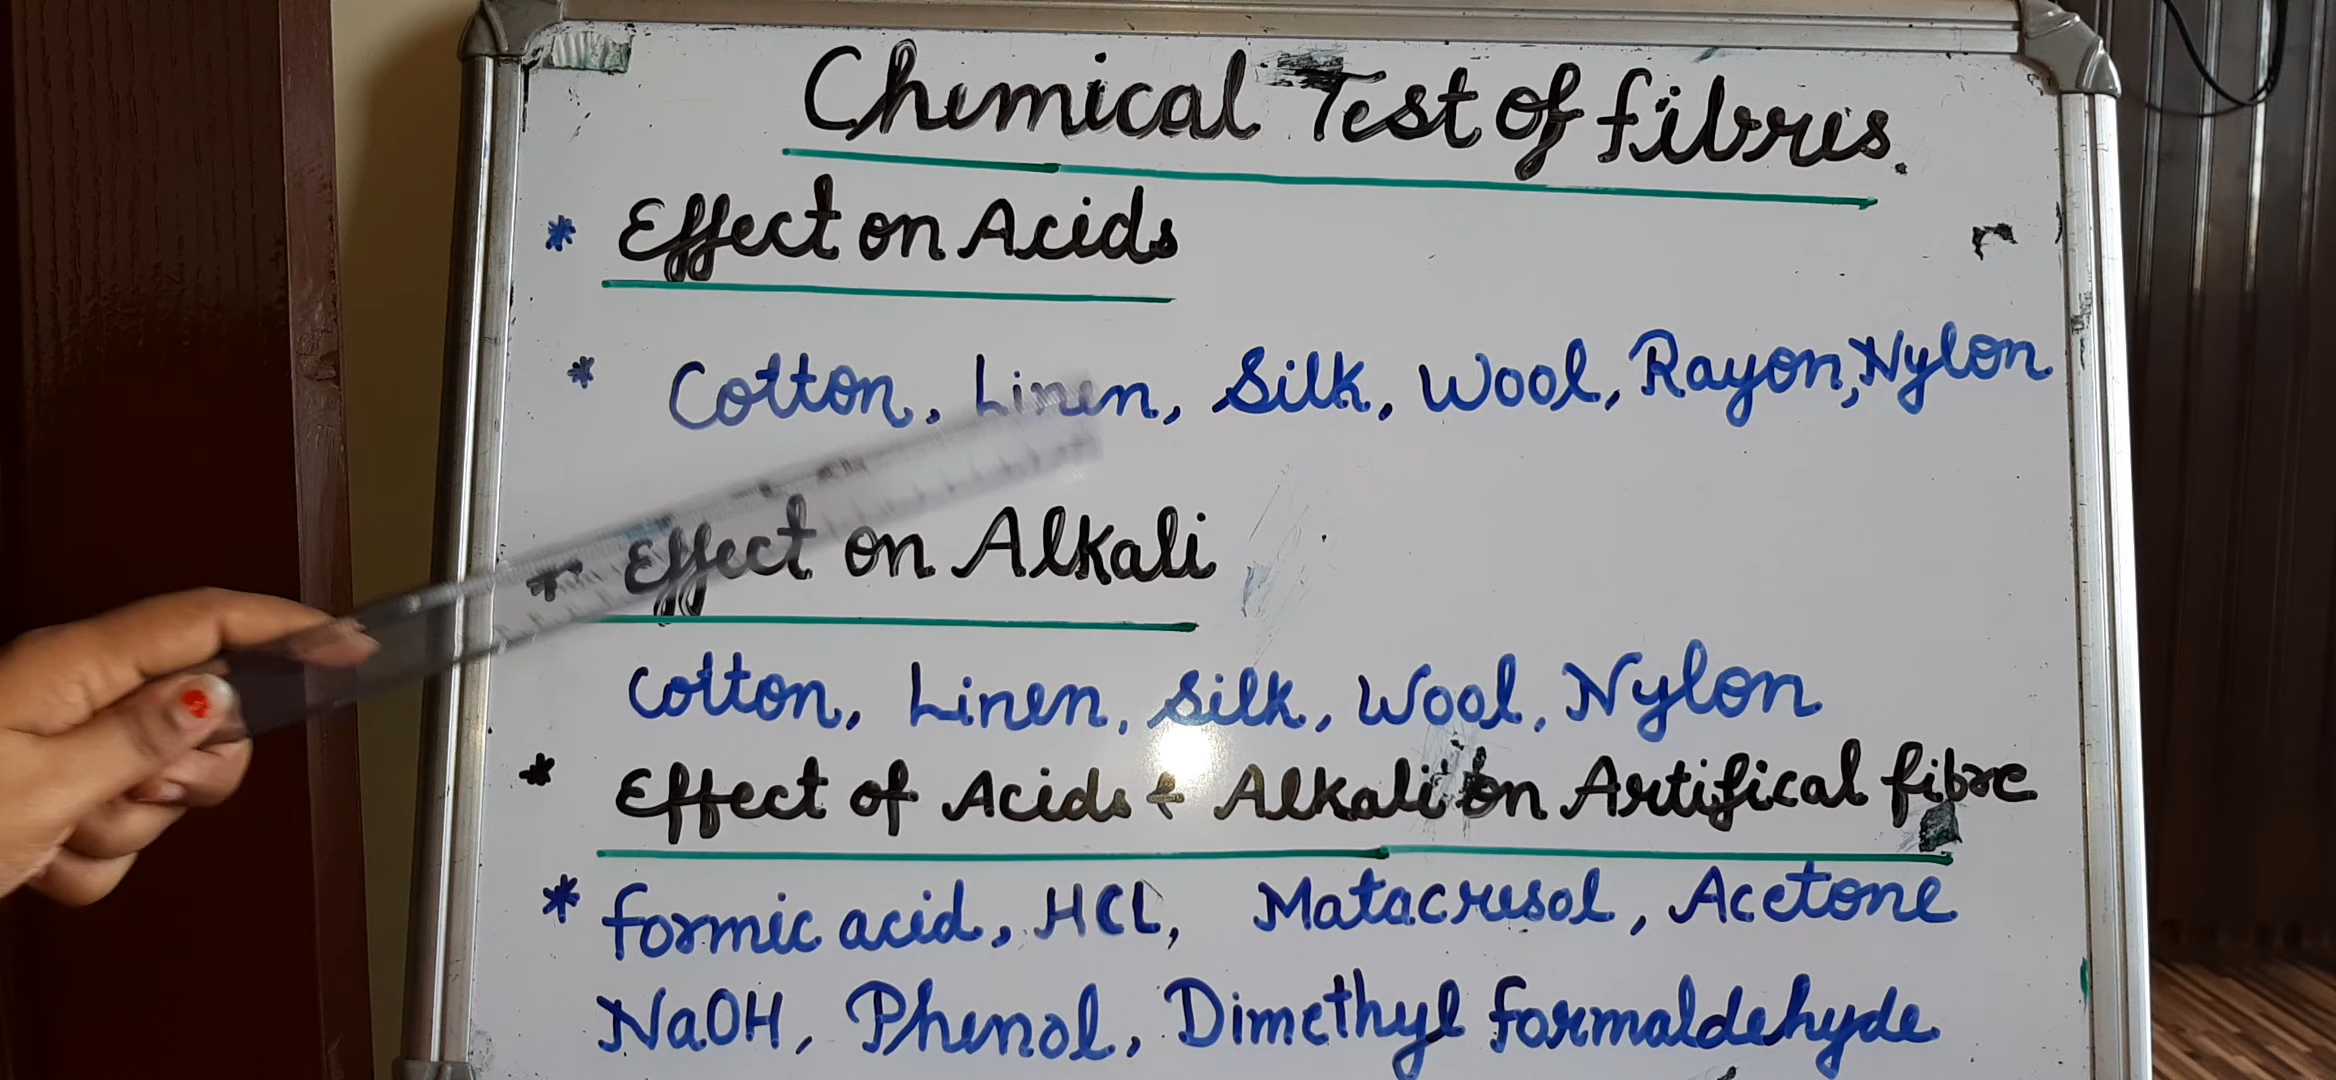 Chemical Test of fibres.
* Effect on Acids
* Cotton, Linen, Silk, Wool, Rayon, Nylon
* Effect on Alkali
Cotton, Linen, Silk, Wool, Nylon
* Effect of Acids & Alkali on Artifical fibre
* formic acid, HCL, Matacresol, Acetone
NaOH, Phenol, Dimethyl formaldehyde